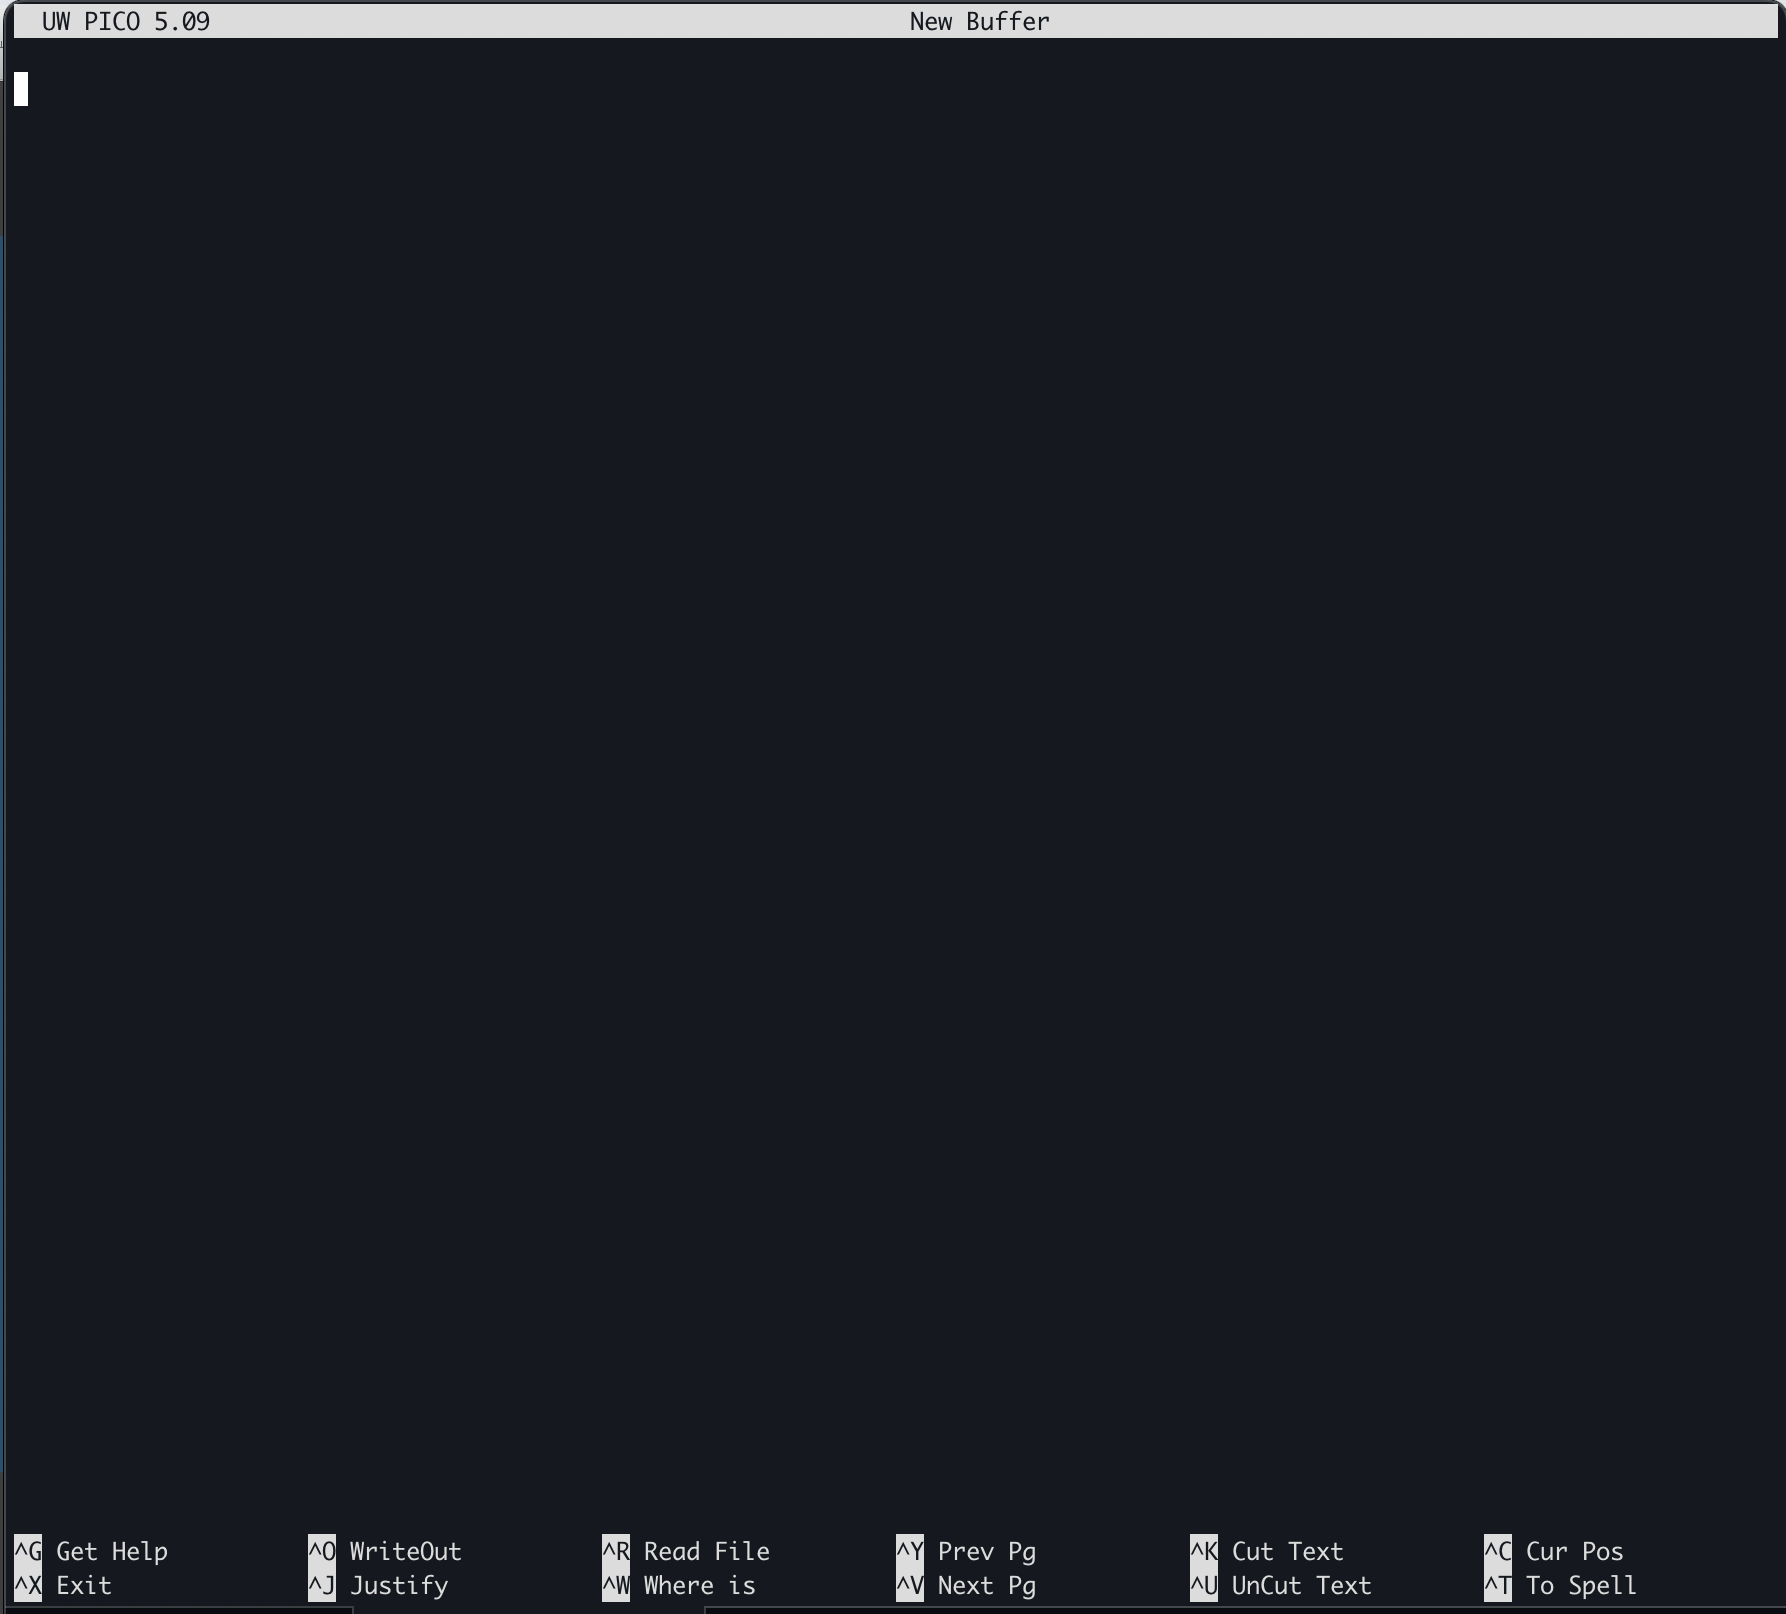 UW PICO 5.09 New Buffer
^G Get Help ^O WriteOut ^R Read File ^Y Prev Pg ^K Cut Text ^C Cur Pos
^X Exit ^J Justify ^W Where is ^V Next Pg ^U UnCut Text ^T To Spell